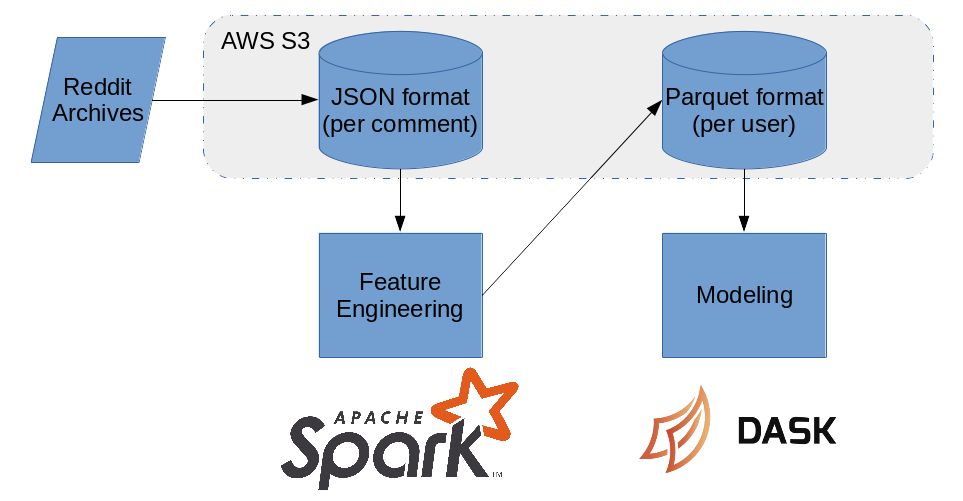 AWS S3
Reddit
Archives
JSON format
(per comment)
Parquet format
(per user)
Feature
Engineering
Modeling
APACHE
Spark
TM
DASK